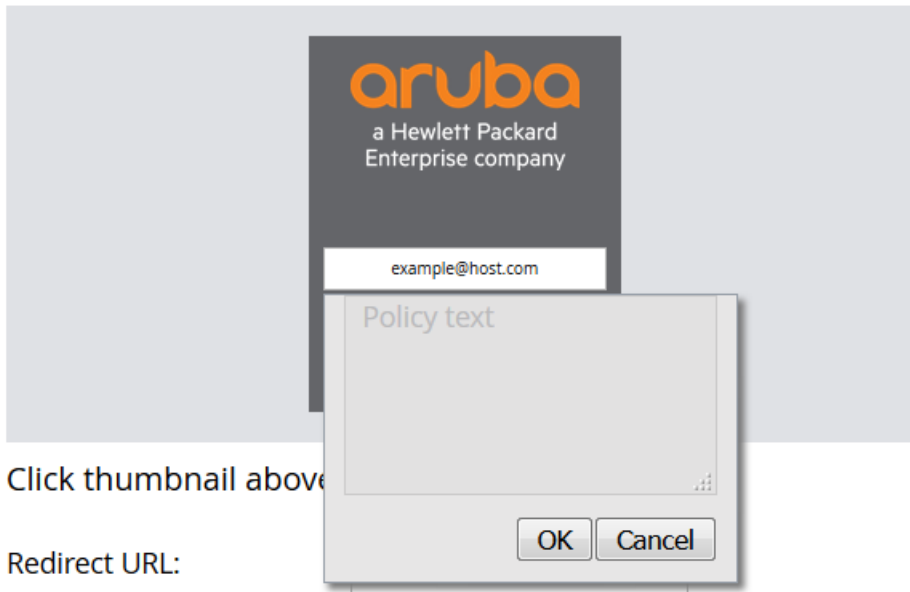 aruba
a Hewlett Packard
Enterprise company
example@host.com
Policy text
Click thumbnail above
OK Cancel
Redirect URL: